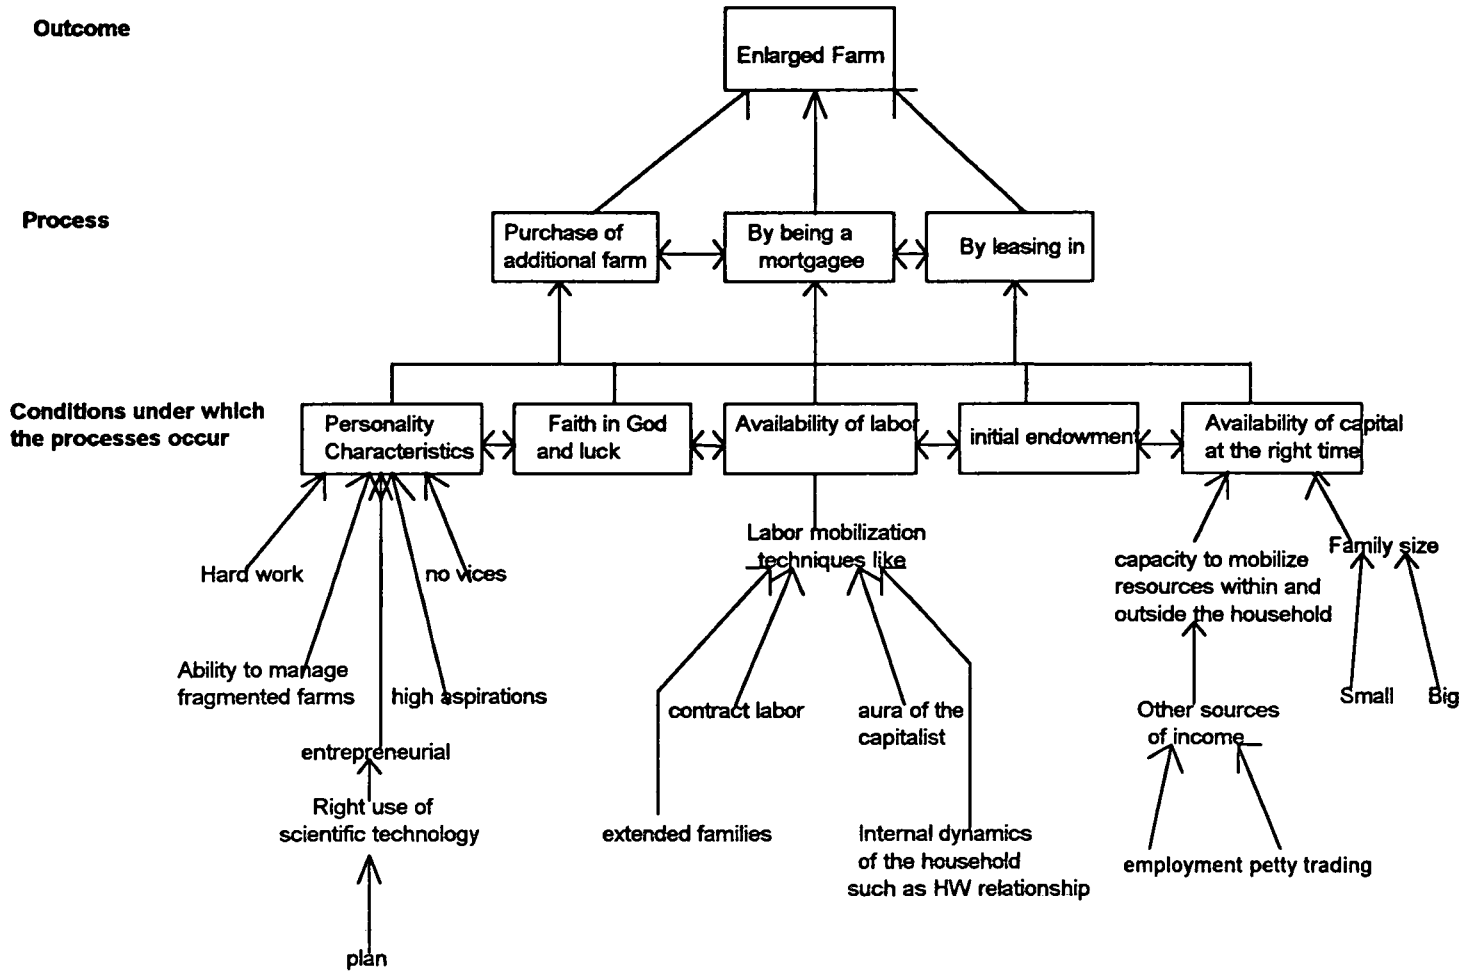 Outcome
Enlarged Farm
Process
Purchase of
additional farm
By being a
mortgagee
By leasing in
Conditions under which
the processes occur
Personality
Characteristics
Faith in God
and luck
Availability of labor
initial endowment
Availability of capital
at the right time
Hard work
no vices
Ability to manage
fragmented farms
high aspirations
entrepreneurial
Right use of
scientific technology
plan
Labor mobilization
techniques like
contract labor
aura of the
capitalist
extended families
Internal dynamics
of the household
such as HW relationship
capacity to mobilize
resources within and
outside the household
Family size
Small
Big
Other sources
of income
employment
petty trading